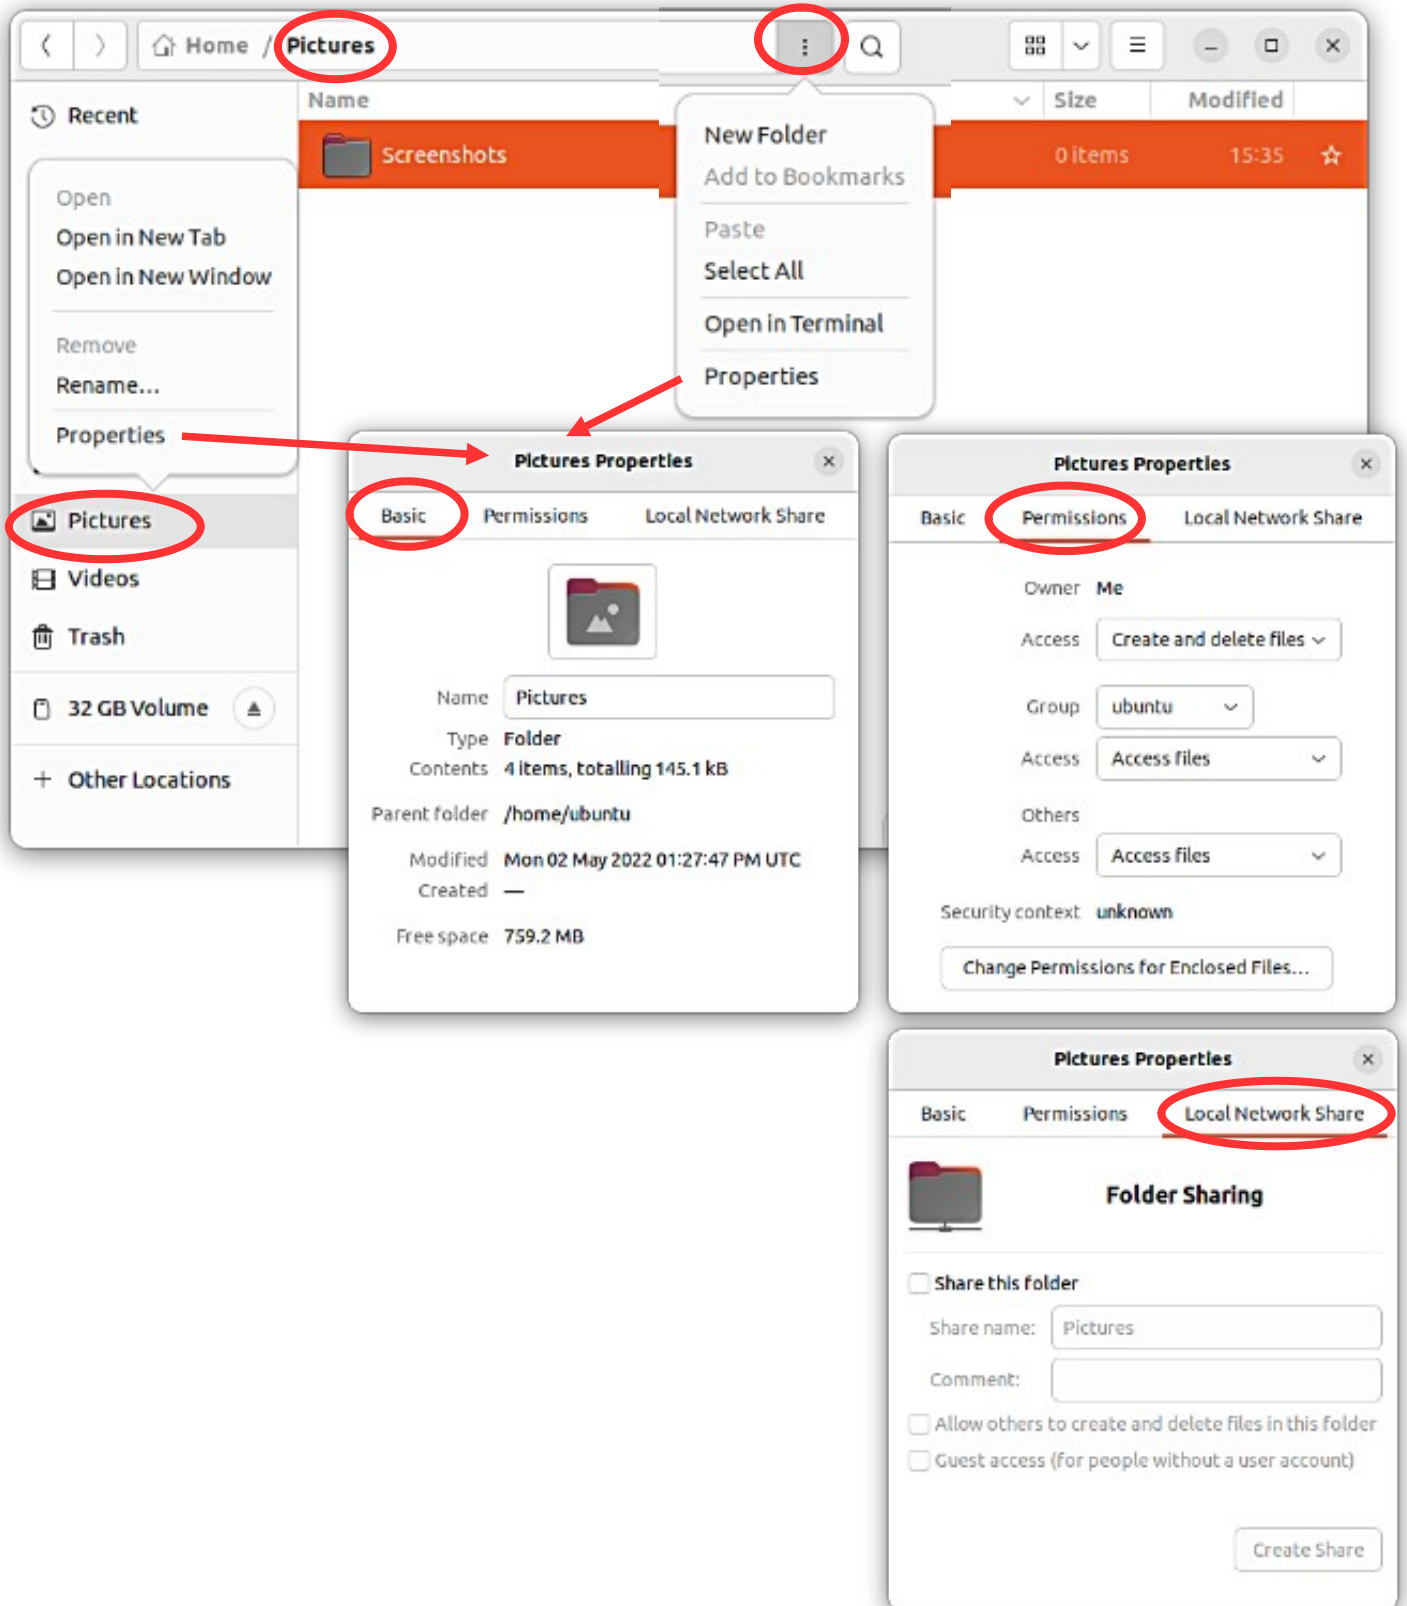 Home / Pictures
Recent
Open
Open in New Tab
Open in New Window
Remove
Rename...
Properties
Pictures
Videos
Trash
32 GB Volume
+ Other Locations
Name Size Modified
Screenshots 0 items 15:35
New Folder
Add to Bookmarks
Paste
Select All
Open in Terminal
Properties
Pictures Properties
Basic Permissions Local Network Share
Name Pictures
Type Folder
Contents 4 items, totalling 145.1 kB
Parent folder /home/ubuntu
Modified Mon 02 May 2022 01:27:47 PM UTC
Created —
Free space 759.2 MB
Pictures Properties
Basic Permissions Local Network Share
Owner Me
Access Create and delete files
Group ubuntu
Access Access files
Others
Access Access files
Security context unknown
Change Permissions for Enclosed Files...
Pictures Properties
Basic Permissions Local Network Share
Folder Sharing
Share this folder
Share name: Pictures
Comment:
Allow others to create and delete files in this folder
Guest access (for people without a user account)
Create Share